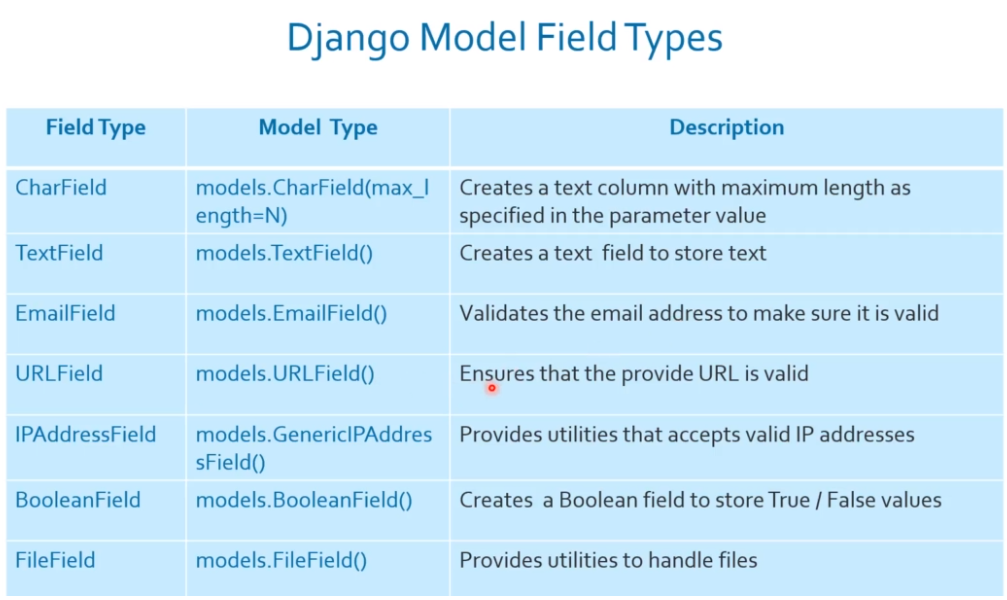 Django Model Field Types
Field Type Model Type Description
CharField models.CharField(max_l Creates a text column with maximum length as
ength=N) specified in the parameter value
TextField models.TextField() Creates a text field to store text
EmailField models.EmailField() Validates the email address to make sure it is valid
URLField models.URLField() Ensures that the provide URL is valid
IPAddressField models.GenericIPAddres Provides utilities that accepts valid IP addresses
sField()
BooleanField models.BooleanField() Creates a Boolean field to store True / False values
FileField models.FileField() Provides utilities to handle files